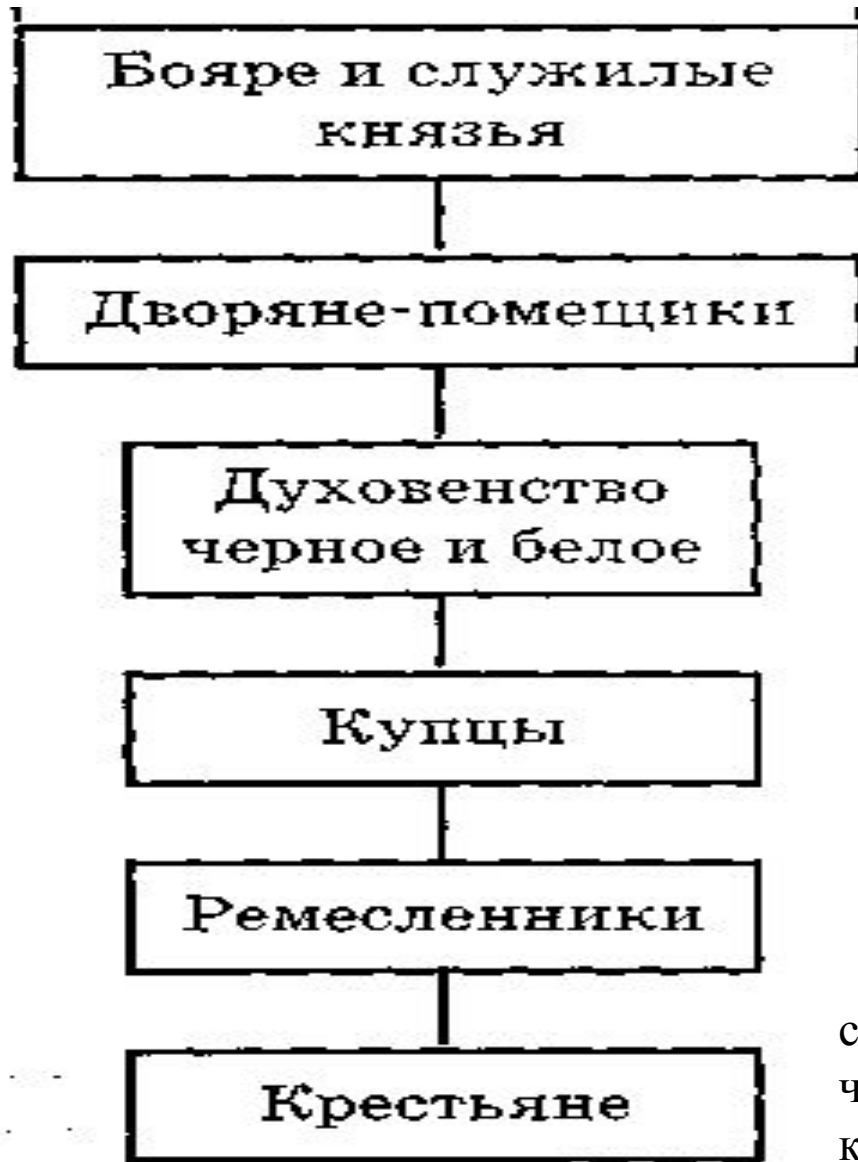 Бояре и служилые
князья
Дворяне-помещики
Духовенство
черное и белое
Купцы
Ремесленники
Крестьяне